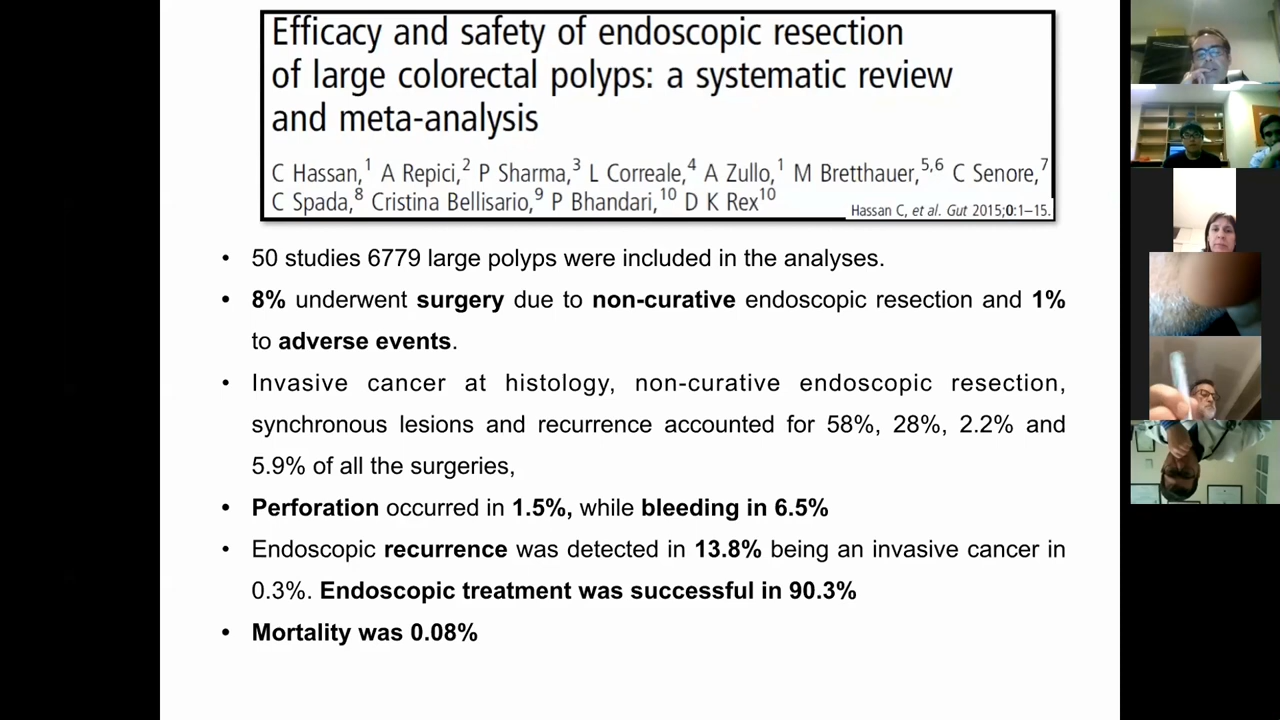 Efficacy and safety of endoscopic resection
of large colorectal polyps: a systematic review
and meta-analysis
C Hassan,1 A Repici,2 P Sharma,3 L Correale,4 A Zullo,1 M Bretthauer,5,6 C Senore,7
C Spada,8 Cristina Bellisario,9 P Bhandari,10 D K Rex10
Hassan C, et al. Gut 2015;0:1–15.
• 50 studies 6779 large polyps were included in the analyses.
• 8% underwent surgery due to non-curative endoscopic resection and 1%
to adverse events.
• Invasive cancer at histology, non-curative endoscopic resection,
synchronous lesions and recurrence accounted for 58%, 28%, 2.2% and
5.9% of all the surgeries,
• Perforation occurred in 1.5%, while bleeding in 6.5%
• Endoscopic recurrence was detected in 13.8% being an invasive cancer in
0.3%. Endoscopic treatment was successful in 90.3%
• Mortality was 0.08%